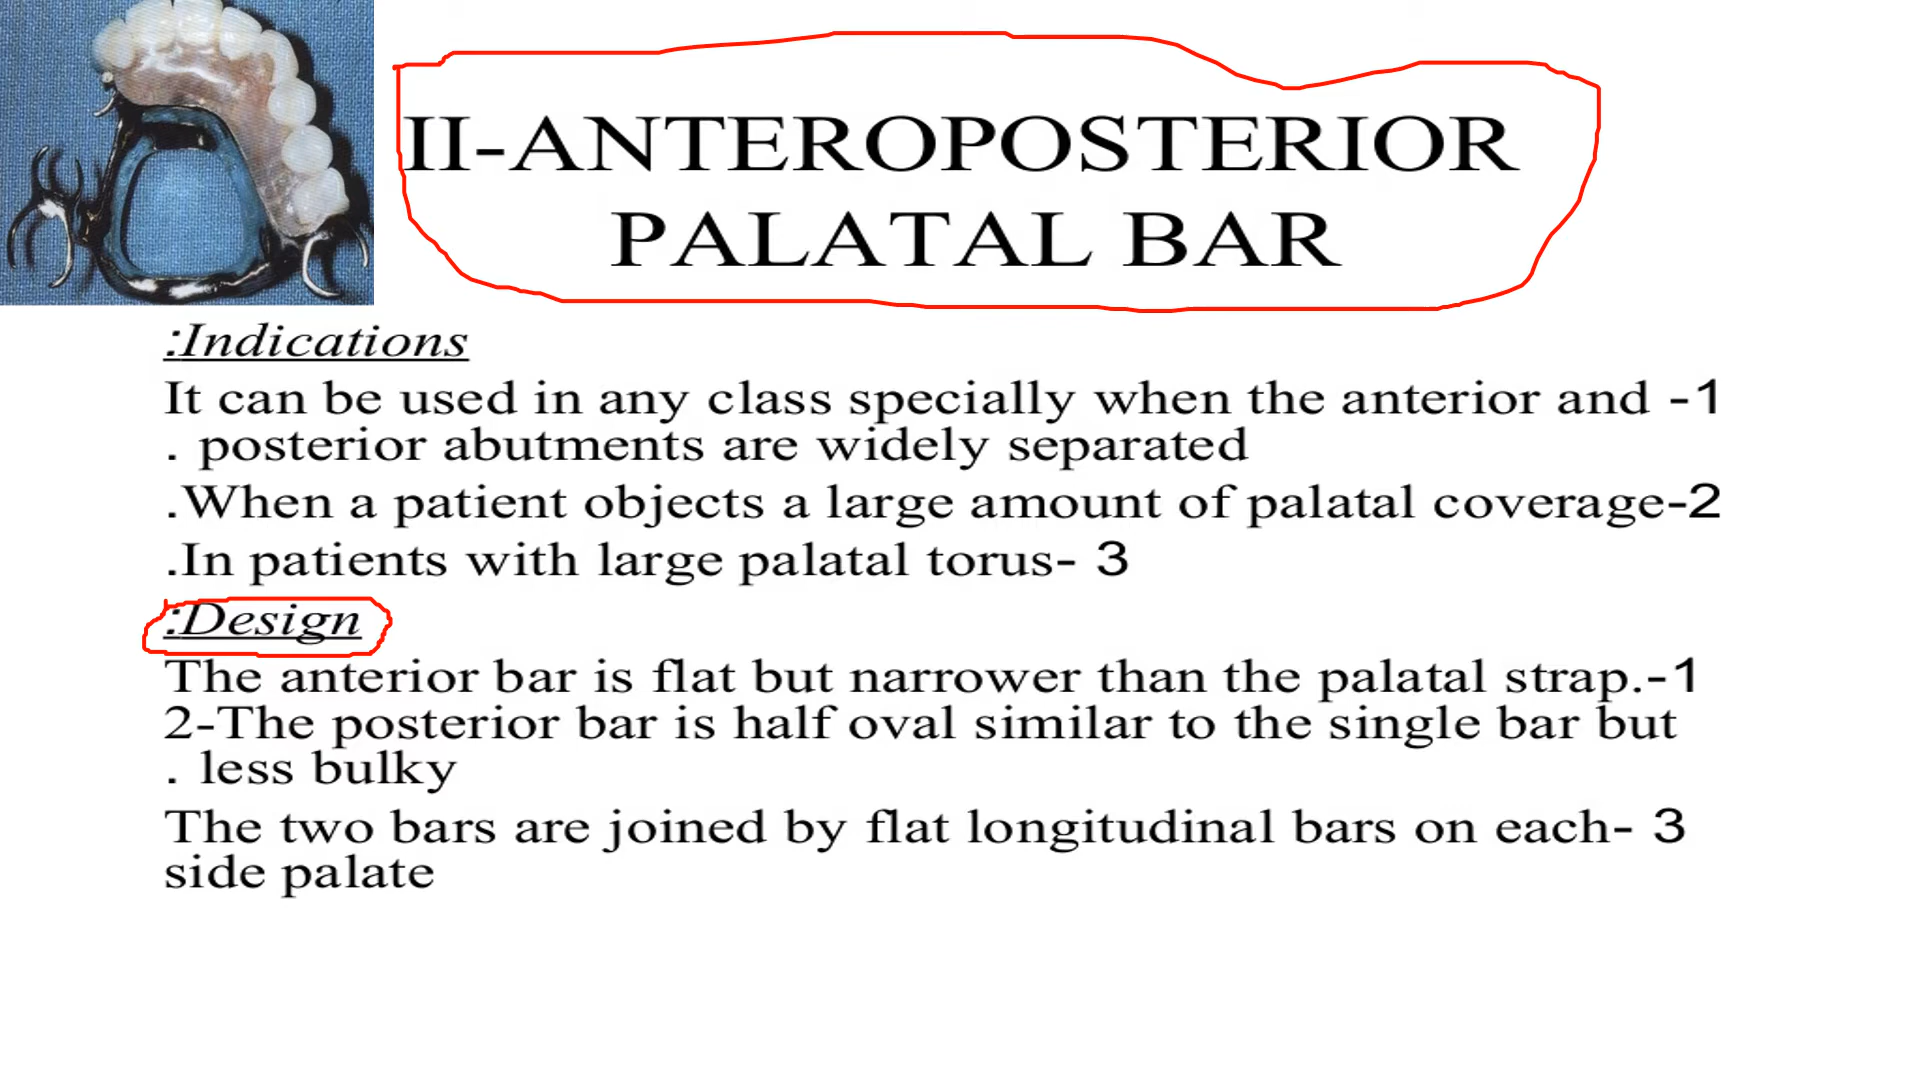 II-ANTEROPOSTERIOR
PALATAL BAR
:Indications
It can be used in any class specially when the anterior and -1
. posterior abutments are widely separated
.When a patient objects a large amount of palatal coverage-2
.In patients with large palatal torus- 3
:Design
The anterior bar is flat but narrower than the palatal strap.-1
2-The posterior bar is half oval similar to the single bar but
. less bulky
The two bars are joined by flat longitudinal bars on each- 3
side palate